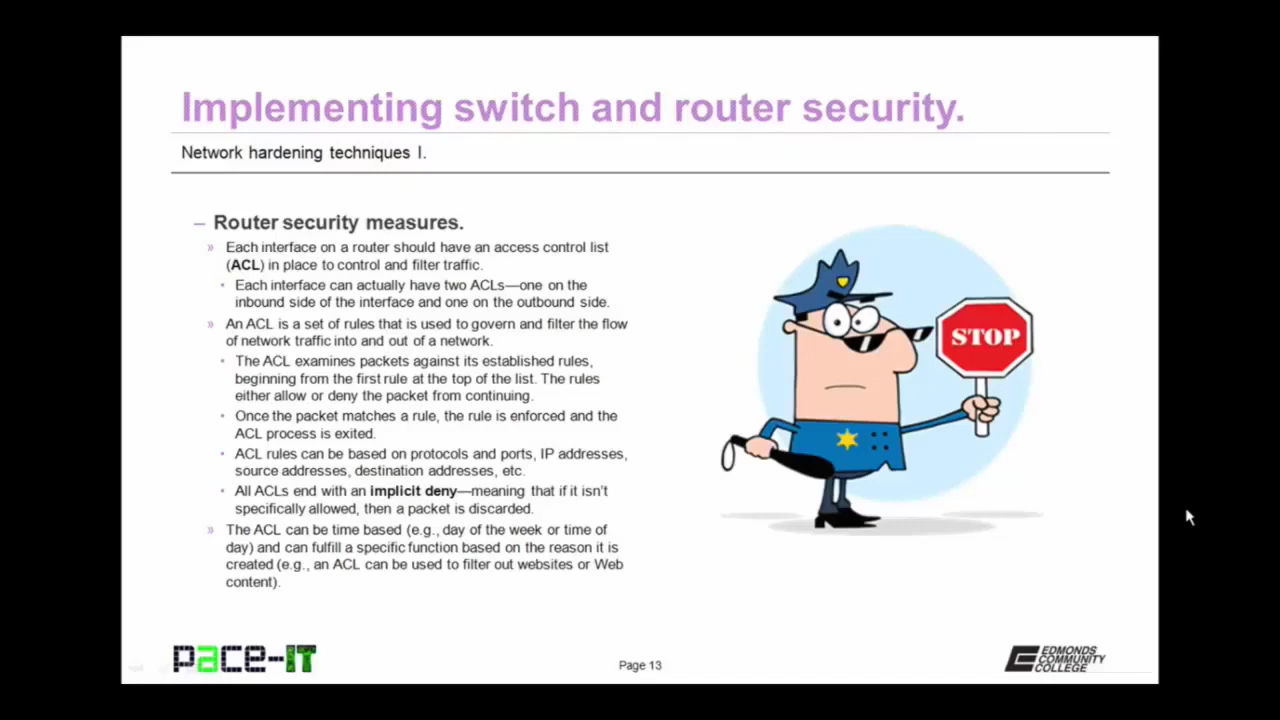 Implementing switch and router security.
Network hardening techniques I.
– Router security measures.
» Each interface on a router should have an access control list
(ACL) in place to control and filter traffic.
• Each interface can actually have two ACLs—one on the
inbound side of the interface and one on the outbound side.
» An ACL is a set of rules that is used to govern and filter the flow
of network traffic into and out of a network.
• The ACL examines packets against its established rules,
beginning from the first rule at the top of the list. The rules
either allow or deny the packet from continuing.
• Once the packet matches a rule, the rule is enforced and the
ACL process is exited.
• ACL rules can be based on protocols and ports, IP addresses,
source addresses, destination addresses, etc.
• All ACLs end with an implicit deny—meaning that if it isn't
specifically allowed, then a packet is discarded.
» The ACL can be time based (e.g., day of the week or time of
day) and can fulfill a specific function based on the reason it is
created (e.g., an ACL can be used to filter out websites or Web
content).
STOP
pace-IT
Page 13
EDMONDS
COMMUNITY
COLLEGE